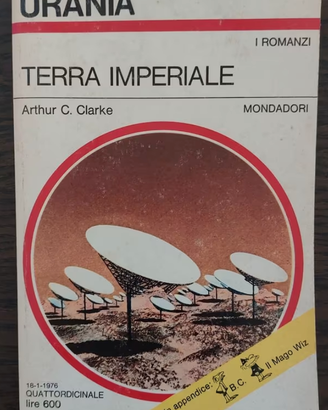 URANIA
I ROMANZI
TERRA IMPERIALE
Arthur C. Clarke
MONDADORI
18-1-1976
QUATTORDICINALE
lire 600
appendice:
B.C.
Il Mago Wiz